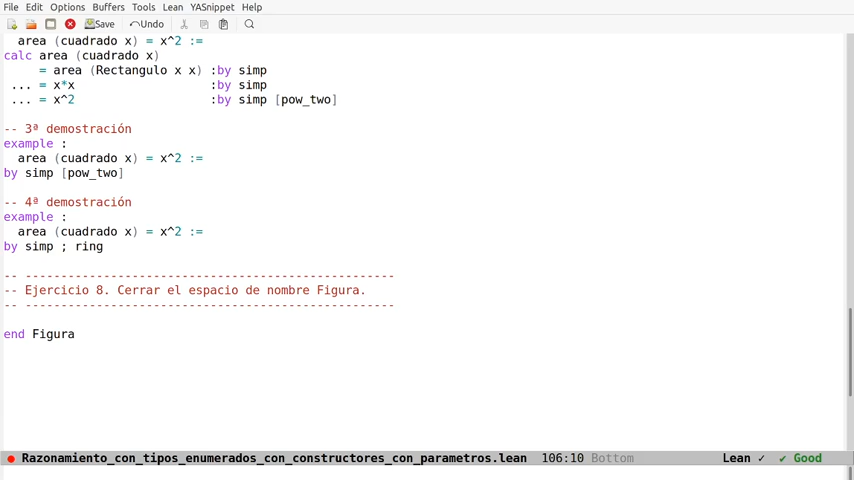 File Edit Options Buffers Tools Lean YASnippet Help
Save Undo
area (cuadrado x) = x^2 :=
calc area (cuadrado x)
= area (Rectangulo x x) :by simp
... = x*x :by simp
... = x^2 :by simp [pow_two]
-- 3ª demostración
example :
area (cuadrado x) = x^2 :=
by simp [pow_two]
-- 4ª demostración
example :
area (cuadrado x) = x^2 :=
by simp ; ring
-- ----------------------------------------------------
-- Ejercicio 8. Cerrar el espacio de nombre Figura.
-- ----------------------------------------------------
end Figura
Razonamiento_con_tipos_enumerados_con_constructores_con_parametros.lean 106:10 Bottom Lean ✓ ✔ Good